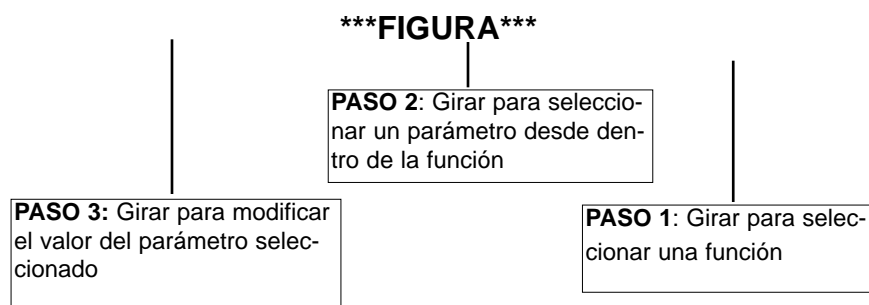 ***FIGURA***
PASO 2: Girar para seleccio-
nar un parámetro desde den-
tro de la función
PASO 3: Girar para modificar
el valor del parámetro selec-
cionado
PASO 1: Girar para selec-
cionar una función